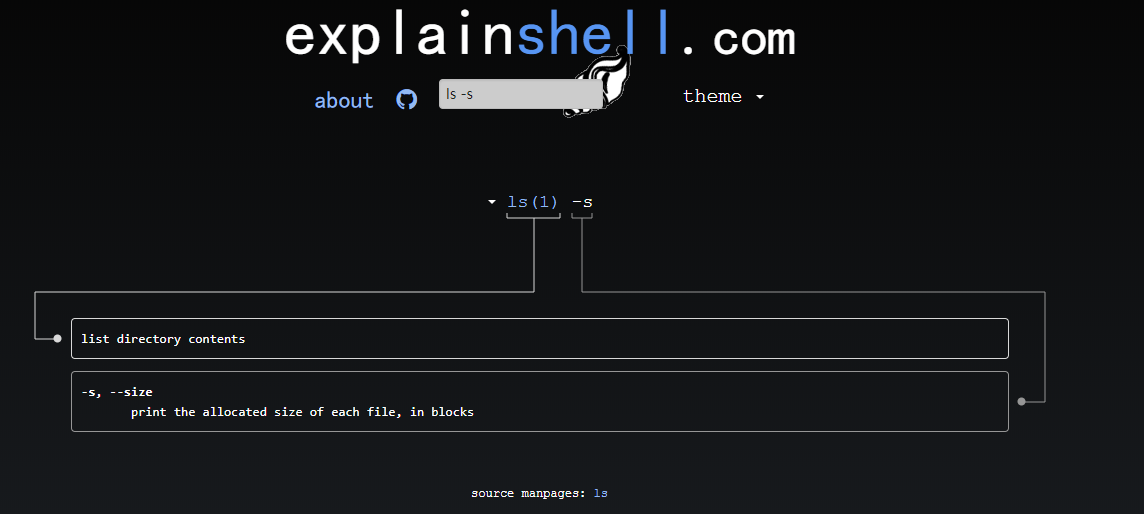 explainshell.com
about
ls -s
theme
ls(1) -s
list directory contents
-s, --size
print the allocated size of each file, in blocks
source manpages: ls